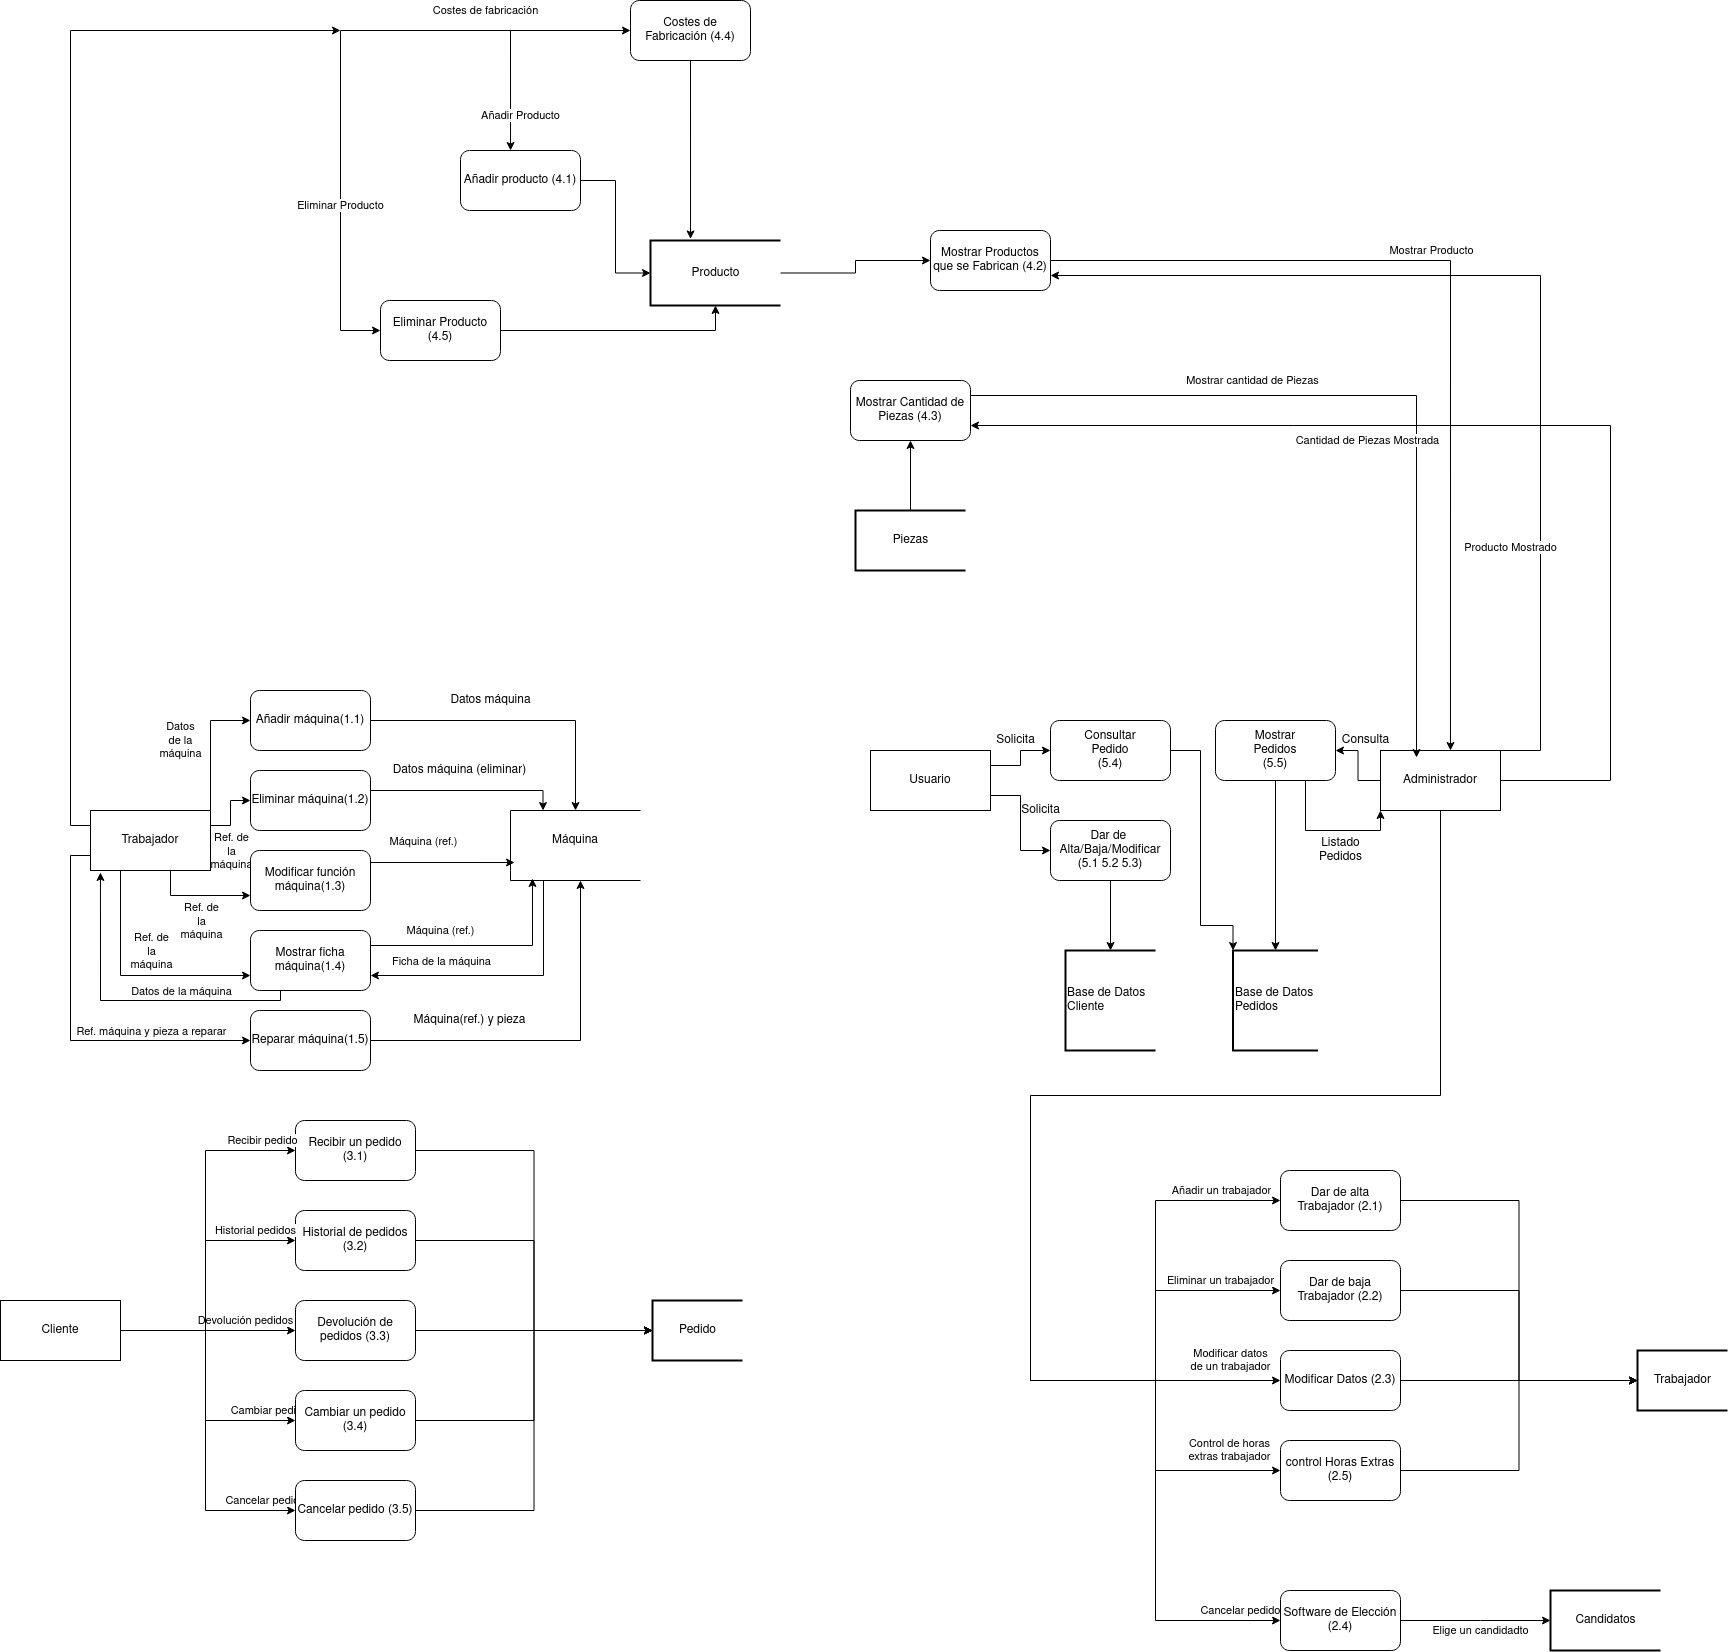 Costes de fabricación
Costes de
Fabricación (4.4)
Añadir Producto
Añadir producto (4.1)
Eliminar Producto
Producto
Mostrar Productos
que se Fabrican (4.2)
Mostrar Producto
Eliminar Producto
(4.5)
Mostrar Cantidad de
Piezas (4.3)
Mostrar cantidad de Piezas
Cantidad de Piezas Mostrada
Piezas
Producto Mostrado
Datos
de la
máquina
Añadir máquina(1.1)
Datos máquina
Eliminar máquina(1.2)
Datos máquina (eliminar)
Trabajador
Ref. de
la
máquina
Modificar función
máquina(1.3)
Máquina (ref.)
Máquina
Ref. de
la
máquina
Ref. de
la
máquina
Mostrar ficha
máquina(1.4)
Máquina (ref.)
Ficha de la máquina
Datos de la máquina
Ref. máquina y pieza a reparar
Reparar máquina(1.5)
Máquina(ref.) y pieza
Usuario
Solicita
Consultar
Pedido
(5.4)
Mostrar
Pedidos
(5.5)
Consulta
Administrador
Solicita
Dar de
Alta/Baja/Modificar
(5.1 5.2 5.3)
Listado
Pedidos
Base de Datos
Cliente
Base de Datos
Pedidos
Recibir pedido
Recibir un pedido
(3.1)
Historial pedidos
Historial de pedidos
(3.2)
Cliente
Devolución pedidos
Devolución de
pedidos (3.3)
Pedido
Cambiar pedi
Cambiar un pedido
(3.4)
Cancelar pedi
Cancelar pedido (3.5)
Añadir un trabajador
Dar de alta
Trabajador (2.1)
Eliminar un trabajador
Dar de baja
Trabajador (2.2)
Modificar datos
de un trabajador
Modificar Datos (2.3)
Trabajador
Control de horas
extras trabajador
control Horas Extras
(2.5)
Cancelar pedido
Software de Elección
(2.4)
Elige un candidadto
Candidatos